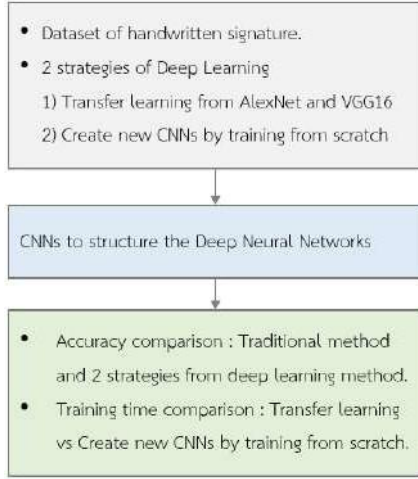 • Dataset of handwritten signature.
• 2 strategies of Deep Learning
1) Transfer learning from AlexNet and VGG16
2) Create new CNNs by training from scratch
CNNs to structure the Deep Neural Networks
• Accuracy comparison : Traditional method
and 2 strategies from deep learning method.
• Training time comparison : Transfer learning
vs Create new CNNs by training from scratch.